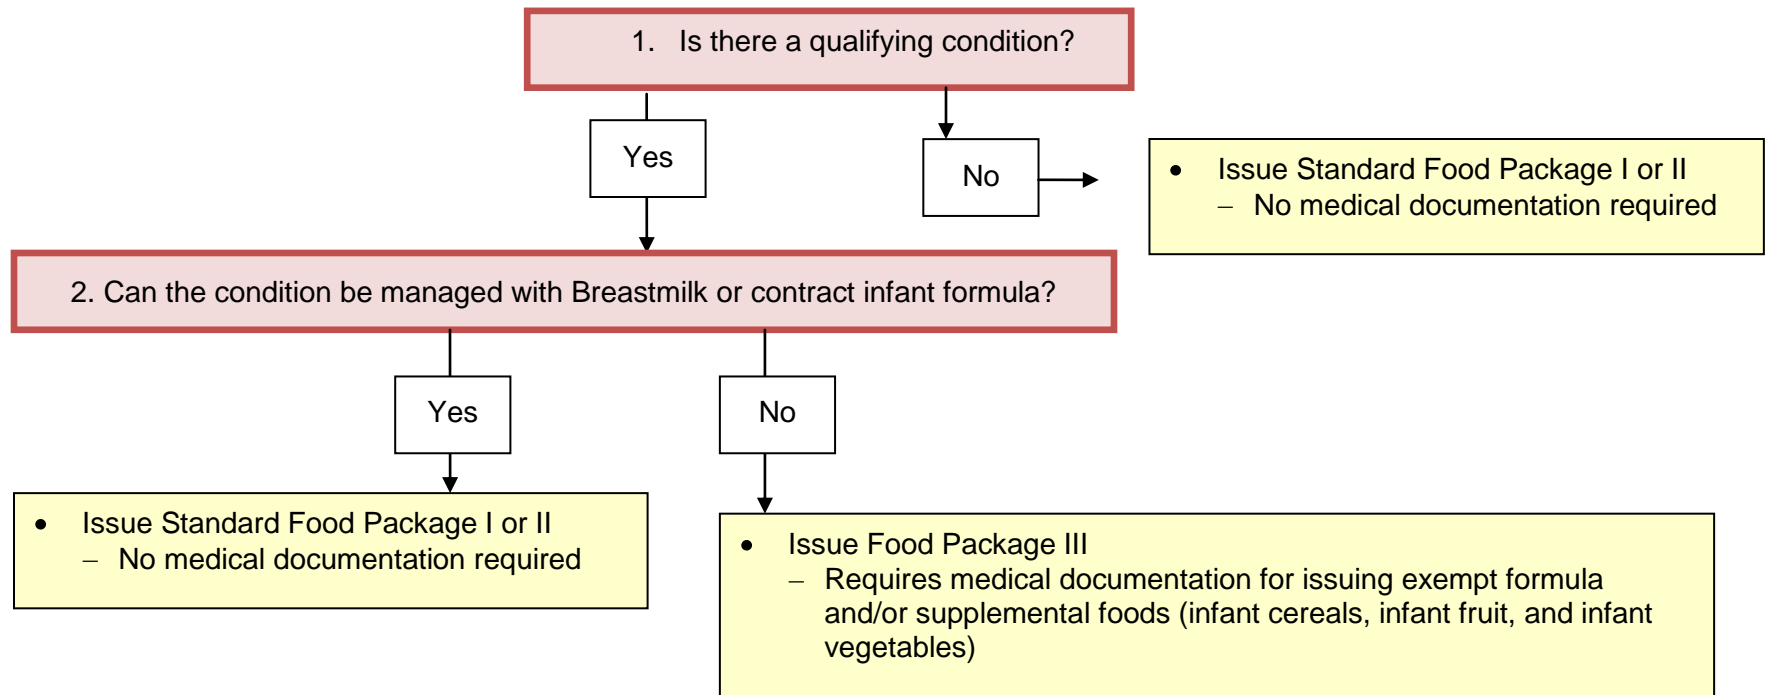 1. Is there a qualifying condition?
Yes
No
• Issue Standard Food Package I or II
– No medical documentation required
2. Can the condition be managed with Breastmilk or contract infant formula?
Yes
No
• Issue Standard Food Package I or II
– No medical documentation required
• Issue Food Package III
– Requires medical documentation for issuing exempt formula
and/or supplemental foods (infant cereals, infant fruit, and infant
vegetables)